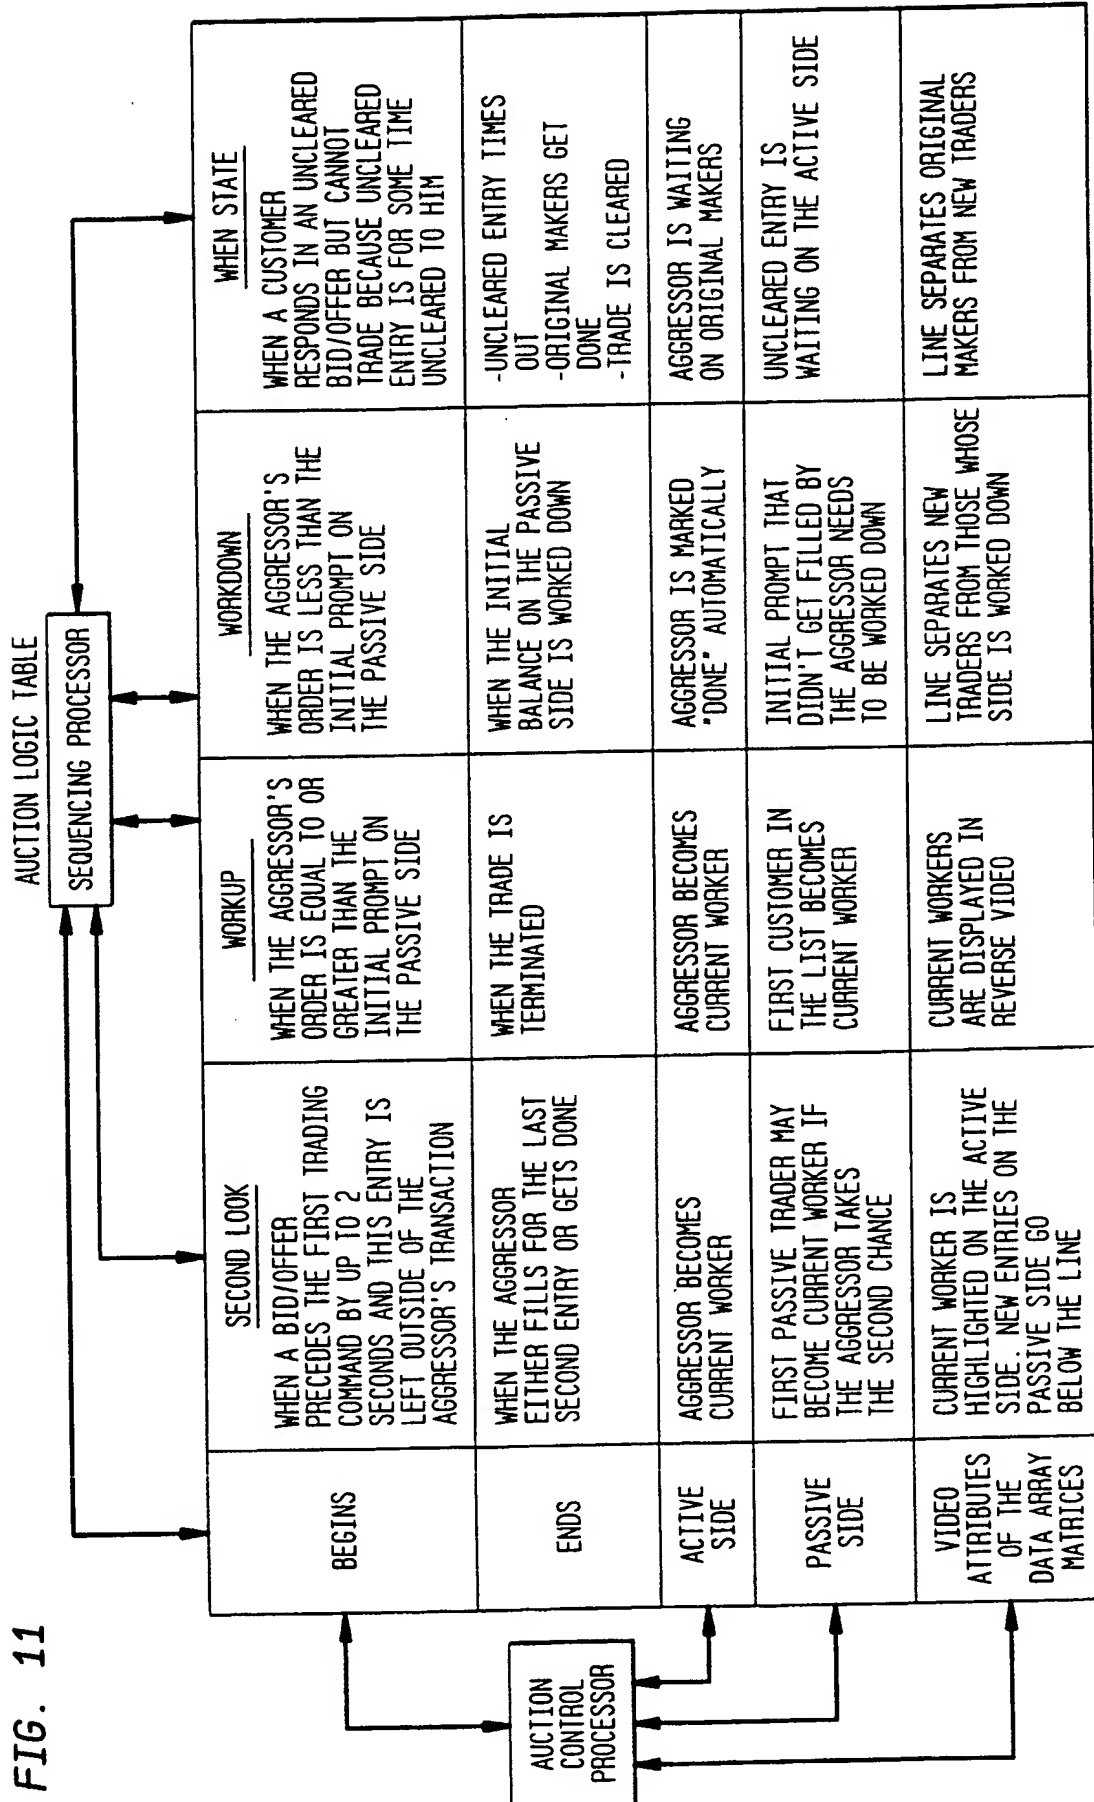 FIG. 11
AUCTION LOGIC TABLE
SEQUENCING PROCESSOR
AUCTION
CONTROL
PROCESSOR
SECOND LOOK
WORKUP
WORKDOWN
WHEN STATE
BEGINS
WHEN A BID/OFFER
PRECEDES THE FIRST TRADING
COMMAND BY UP TO 2
SECONDS AND THIS ENTRY IS
LEFT OUTSIDE OF THE
AGGRESSOR'S TRANSACTION
WHEN THE AGGRESSOR'S
ORDER IS EQUAL TO OR
GREATER THAN THE
INITIAL PROMPT ON
THE PASSIVE SIDE
WHEN THE AGGRESSOR'S
ORDER IS LESS THAN THE
INITIAL PROMPT ON
THE PASSIVE SIDE
WHEN A CUSTOMER
RESPONDS IN AN UNCLEARED
BID/OFFER BUT CANNOT
TRADE BECAUSE UNCLEARED
ENTRY IS FOR SOME TIME
UNCLEARED TO HIM
ENDS
WHEN THE AGGRESSOR
EITHER FILLS FOR THE LAST
SECOND ENTRY OR GETS DONE
WHEN THE TRADE IS
TERMINATED
WHEN THE INITIAL
BALANCE ON THE PASSIVE
SIDE IS WORKED DOWN
-UNCLEARED ENTRY TIMES
OUT
-ORIGINAL MAKERS GET
DONE
-TRADE IS CLEARED
ACTIVE
SIDE
AGGRESSOR BECOMES
CURRENT WORKER
AGGRESSOR BECOMES
CURRENT WORKER
AGGRESSOR IS MARKED
"DONE" AUTOMATICALLY
AGGRESSOR IS WAITING
ON ORIGINAL MAKERS
PASSIVE
SIDE
FIRST PASSIVE TRADER MAY
BECOME CURRENT WORKER IF
THE AGGRESSOR TAKES
THE SECOND CHANCE
FIRST CUSTOMER IN
THE LIST BECOMES
CURRENT WORKER
INITIAL PROMPT THAT
DIDN'T GET FILLED BY
THE AGGRESSOR NEEDS
TO BE WORKED DOWN
UNCLEARED ENTRY IS
WAITING ON THE ACTIVE SIDE
VIDEO
ATTRIBUTES
OF THE
DATA ARRAY
MATRICES
CURRENT WORKER IS
HIGHLIGHTED ON THE ACTIVE
SIDE. NEW ENTRIES ON THE
PASSIVE SIDE GO
BELOW THE LINE
CURRENT WORKERS
ARE DISPLAYED IN
REVERSE VIDEO
LINE SEPARATES NEW
TRADERS FROM THOSE WHOSE
SIDE IS WORKED DOWN
LINE SEPARATES ORIGINAL
MAKERS FROM NEW TRADERS